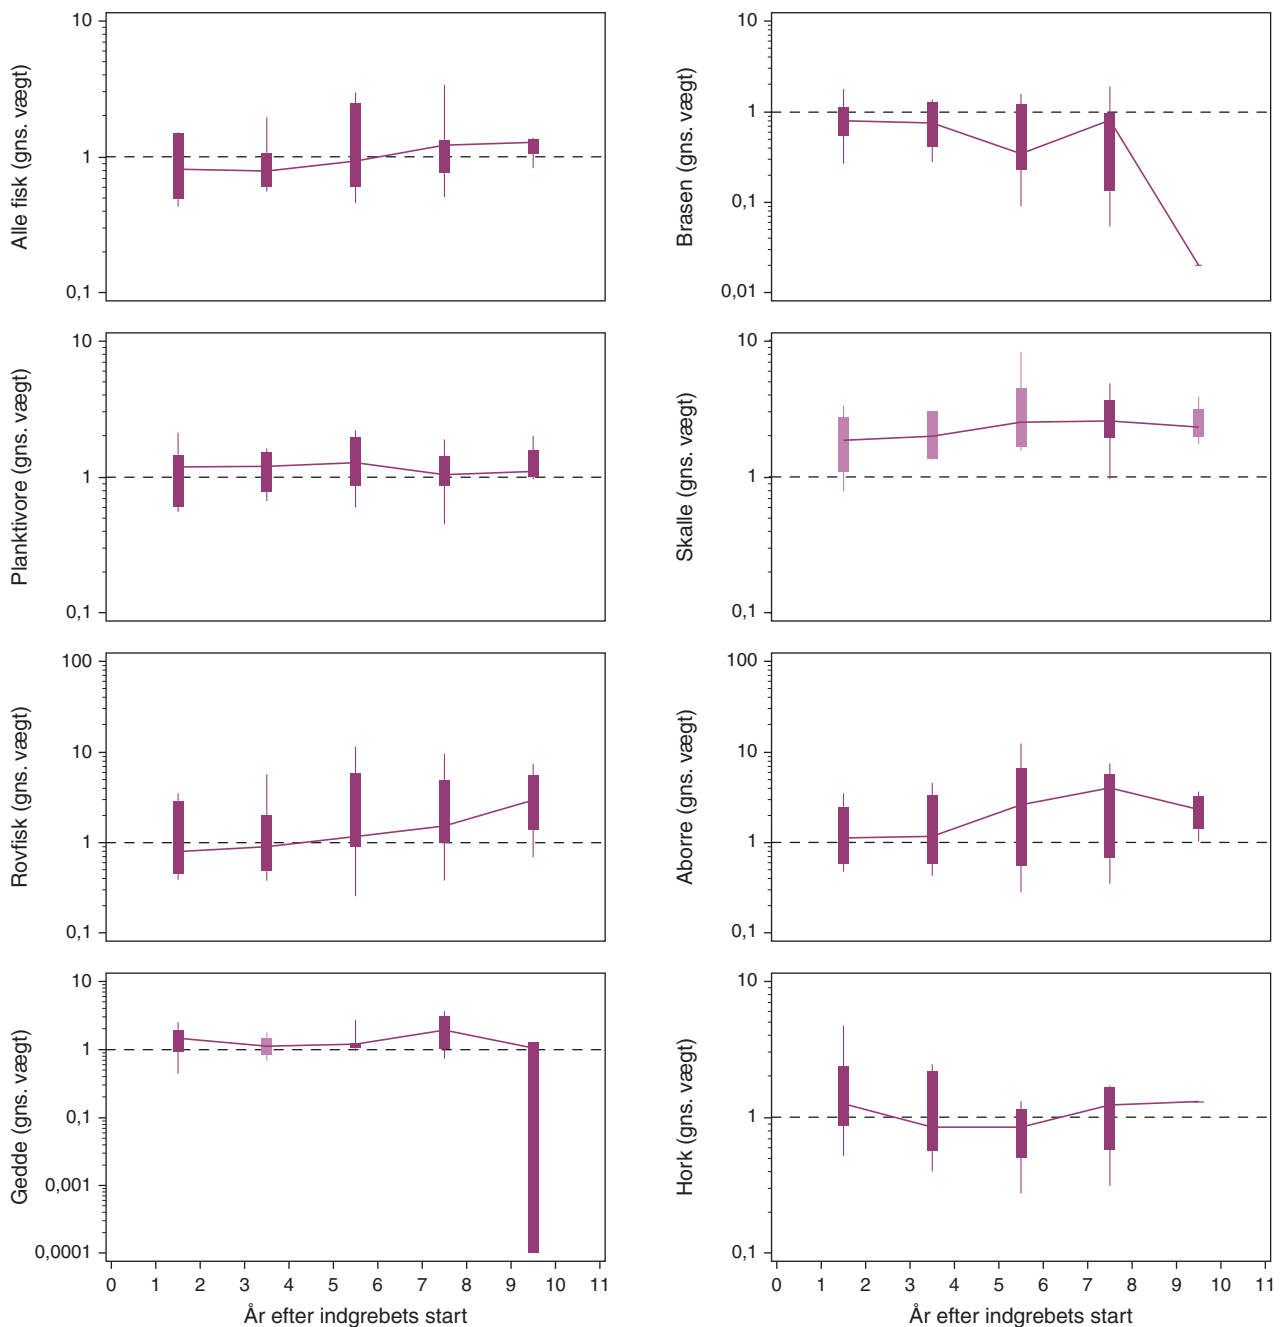 10
1
0,1
Alle fisk (gns. vægt)
10
1
0,1
0,01
Brasen (gns. vægt)
10
1
0,1
Planktivore (gns. vægt)
10
1
0,1
Skalle (gns. vægt)
100
10
1
0,1
Rovfisk (gns. vægt)
100
10
1
0,1
Aborre (gns. vægt)
10
1
0,1
0,001
0,0001
Gedde (gns. vægt)
0 1 2 3 4 5 6 7 8 9 10 11
År efter indgrebets start
10
1
0,1
Hork (gns. vægt)
0 1 2 3 4 5 6 7 8 9 10 11
År efter indgrebets start